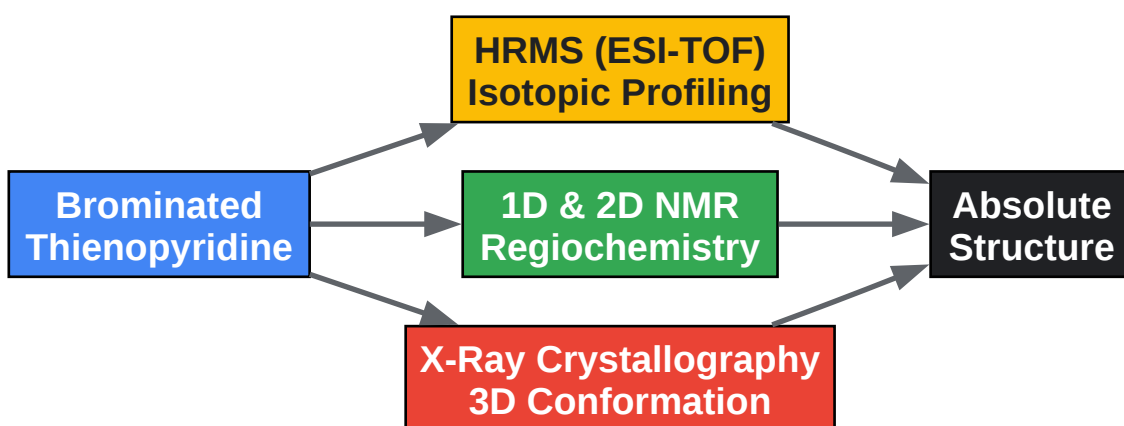 HRMS (ESI-TOF)
Isotopic Profiling
Brominated
Thienopyridine
1D & 2D NMR
Regiochemistry
Absolute
Structure
X-Ray Crystallography
3D Conformation